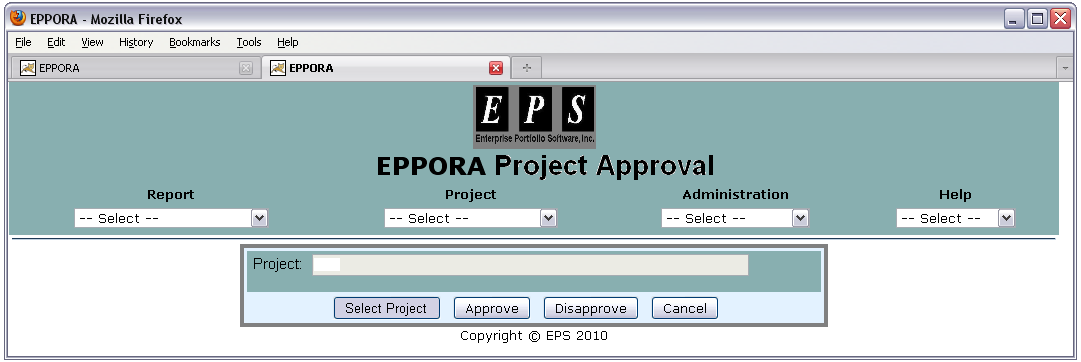 EPPORA - Mozilla Firefox
File Edit View History Bookmarks Tools Help
EPPORA EPPORA
E P S
Enterprise Portfolio Software, Inc.
EPPORA Project Approval
Report Project Administration Help
-- Select -- -- Select -- -- Select -- -- Select --
Project:
Select Project Approve Disapprove Cancel
Copyright © EPS 2010